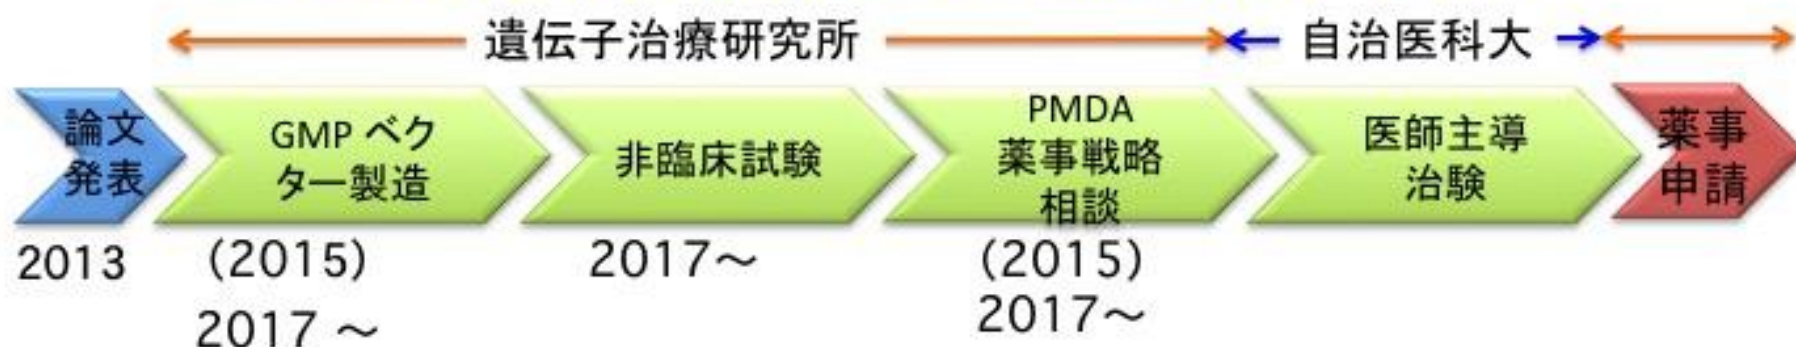 遺伝子治療研究所
自治医科大
論文
発表
GMP ベク
ター製造
非臨床試験
PMDA
薬事戦略
相談
医師主導
治験
薬事
申請
2013
(2015)
2017 ～
2017～
(2015)
2017～